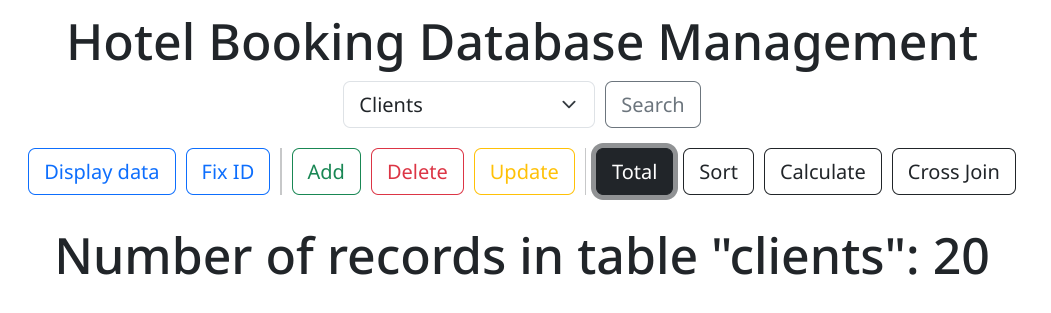 Hotel Booking Database Management
Clients Search
Display data Fix ID Add Delete Update Total Sort Calculate Cross Join
Number of records in table "clients": 20